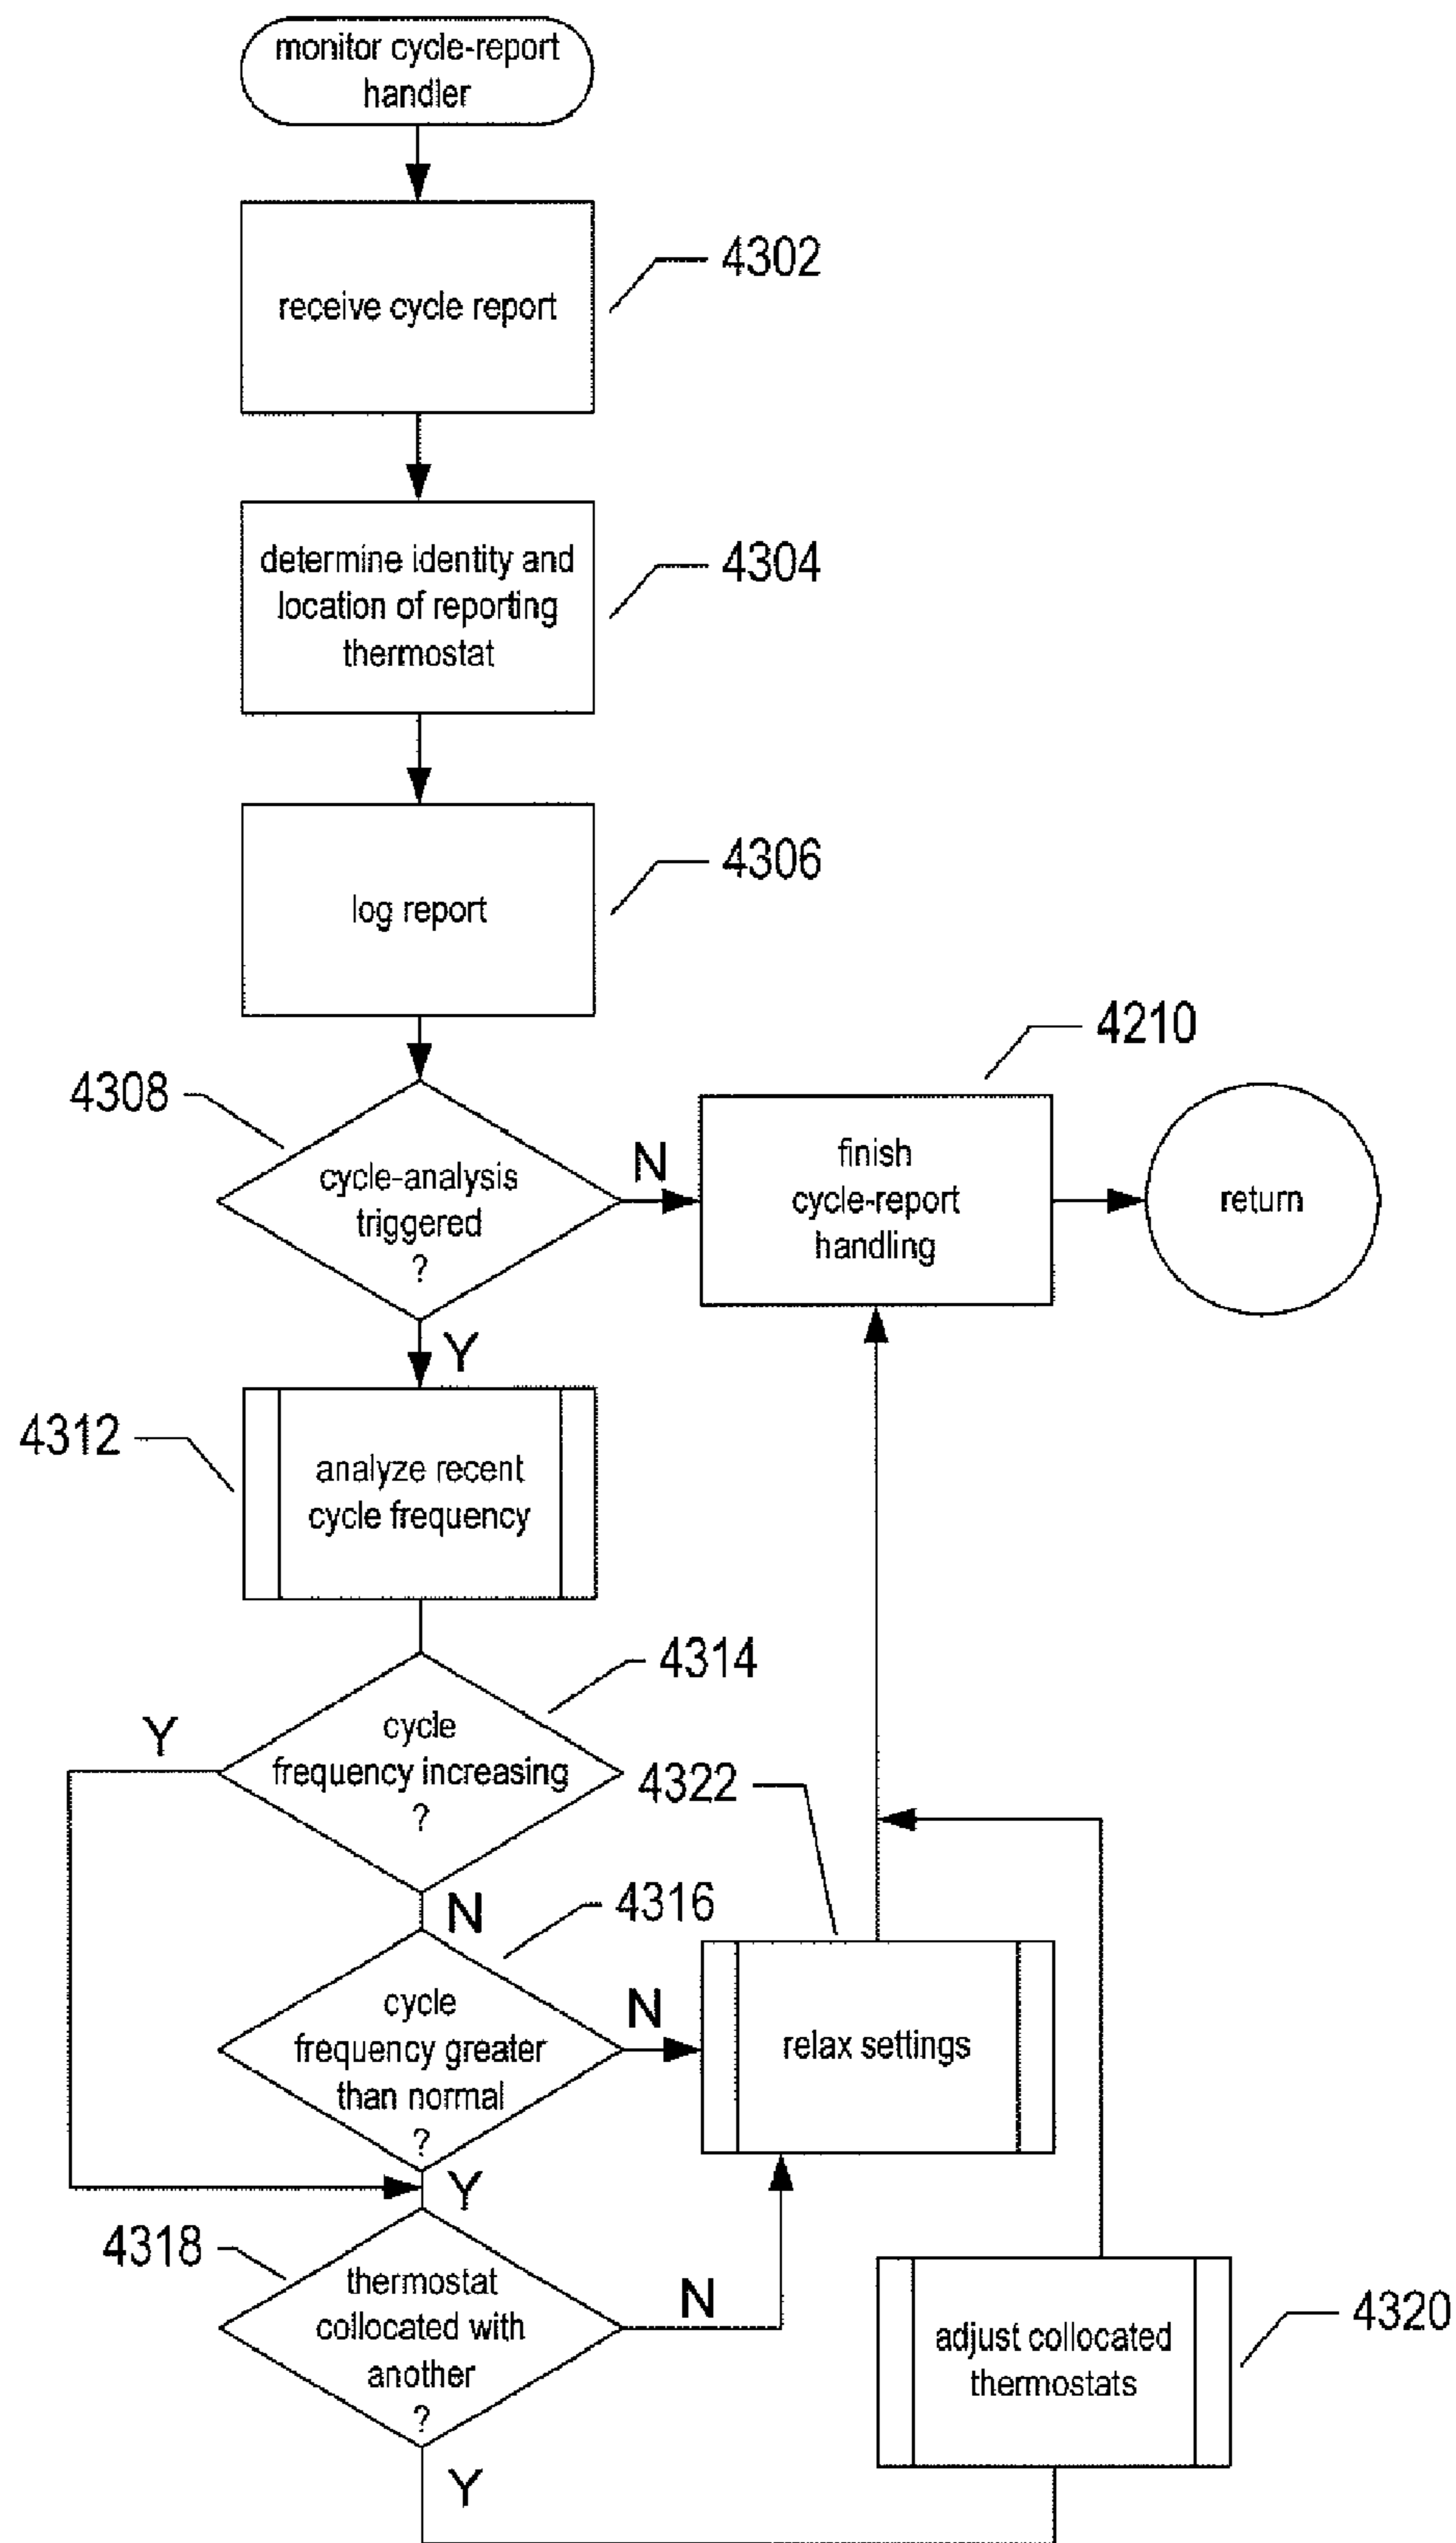 monitor cycle-report
handler
4302
receive cycle report
4304
determine identity and
location of reporting
thermostat
4306
log report
4210
4308
cycle-analysis
triggered
?
N
finish
cycle-report
handling
return
Y
4312
analyze recent
cycle frequency
4314
Y
cycle
frequency increasing
?
4322
N
4316
cycle
frequency greater
than normal
?
N
relax settings
Y
4318
thermostat
collocated with
another
?
N
4320
adjust collocated
thermostats
Y